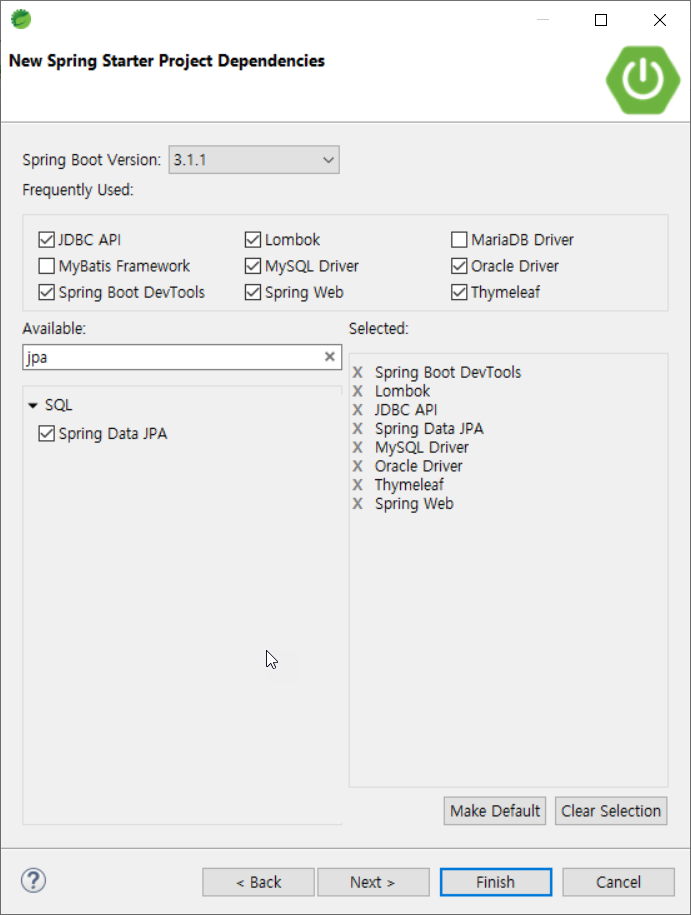 New Spring Starter Project Dependencies
Spring Boot Version: 3.1.1
Frequently Used:
JDBC API Lombok MariaDB Driver
MyBatis Framework MySQL Driver Oracle Driver
Spring Boot DevTools Spring Web Thymeleaf
Available:
jpa
SQL
Spring Data JPA
Selected:
X Spring Boot DevTools
X Lombok
X JDBC API
X Spring Data JPA
X MySQL Driver
X Oracle Driver
X Thymeleaf
X Spring Web
Make Default Clear Selection
? < Back Next > Finish Cancel